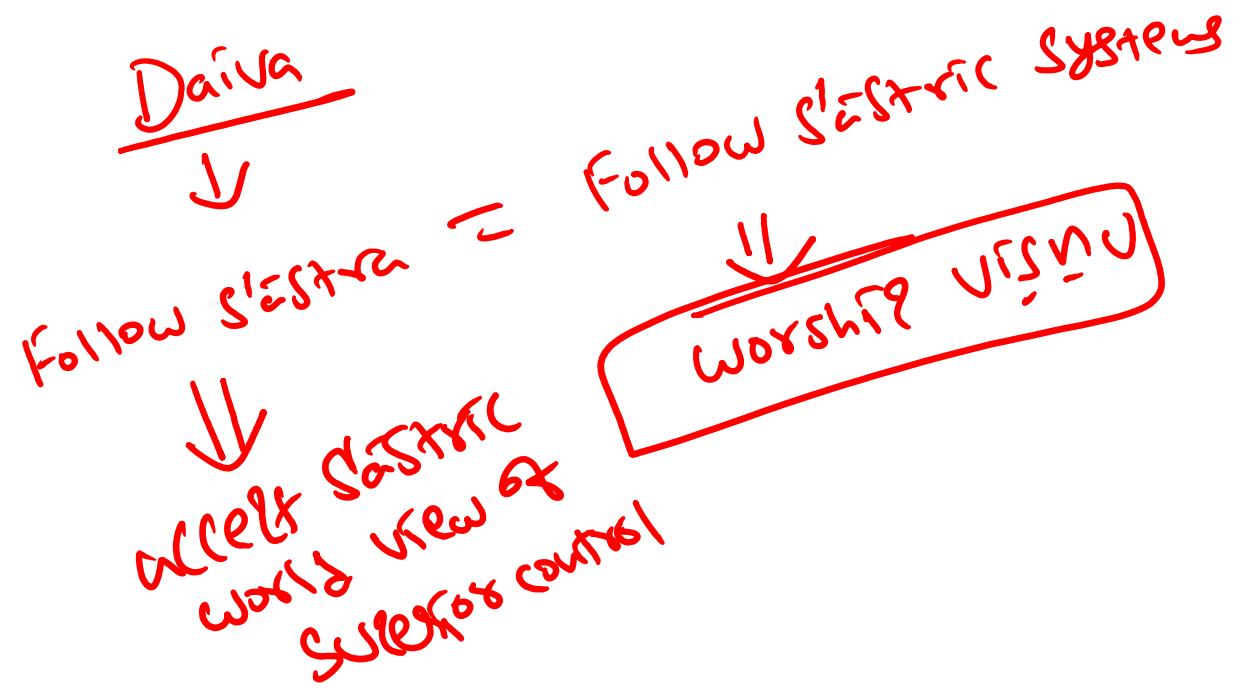 Daiva
Follow śāstra = Follow śāstric systems
worship viṣṇu
accept śāstric
world view of
superior control